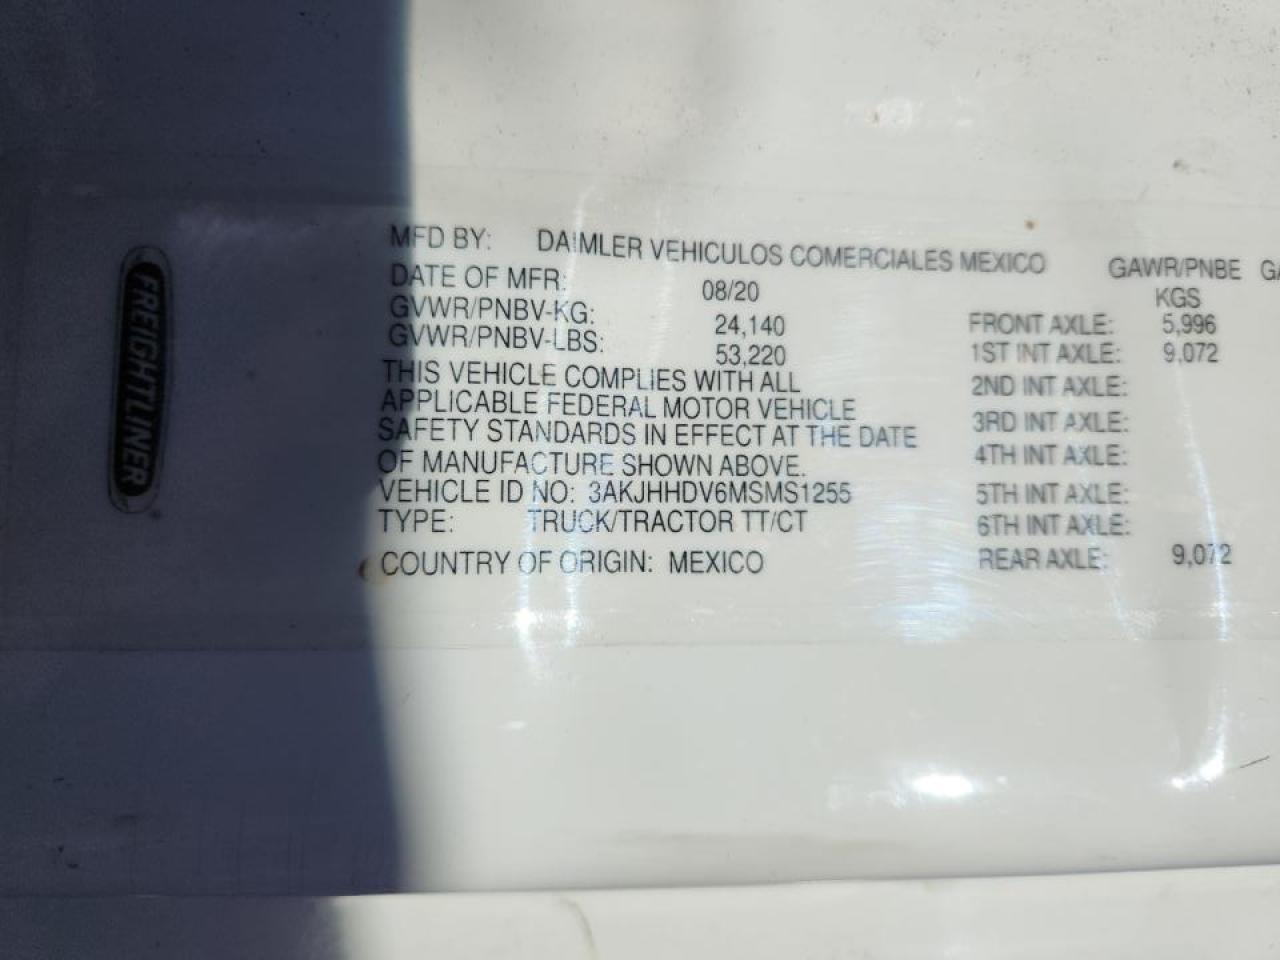 FREIGHTLINER
MFD BY: DAIMLER VEHICULOS COMERCIALES MEXICO
DATE OF MFR: 08/20
GVWR/PNBV-KG: 24,140
GVWR/PNBV-LBS: 53,220
THIS VEHICLE COMPLIES WITH ALL
APPLICABLE FEDERAL MOTOR VEHICLE
SAFETY STANDARDS IN EFFECT AT THE DATE
OF MANUFACTURE SHOWN ABOVE.
VEHICLE ID NO: 3AKJHHDV6MSMS1255
TYPE: TRUCK/TRACTOR TT/CT
COUNTRY OF ORIGIN: MEXICO
GAWR/PNBE GA
KGS
FRONT AXLE: 5,996
1ST INT AXLE: 9,072
2ND INT AXLE:
3RD INT AXLE:
4TH INT AXLE:
5TH INT AXLE:
6TH INT AXLE:
REAR AXLE: 9,072